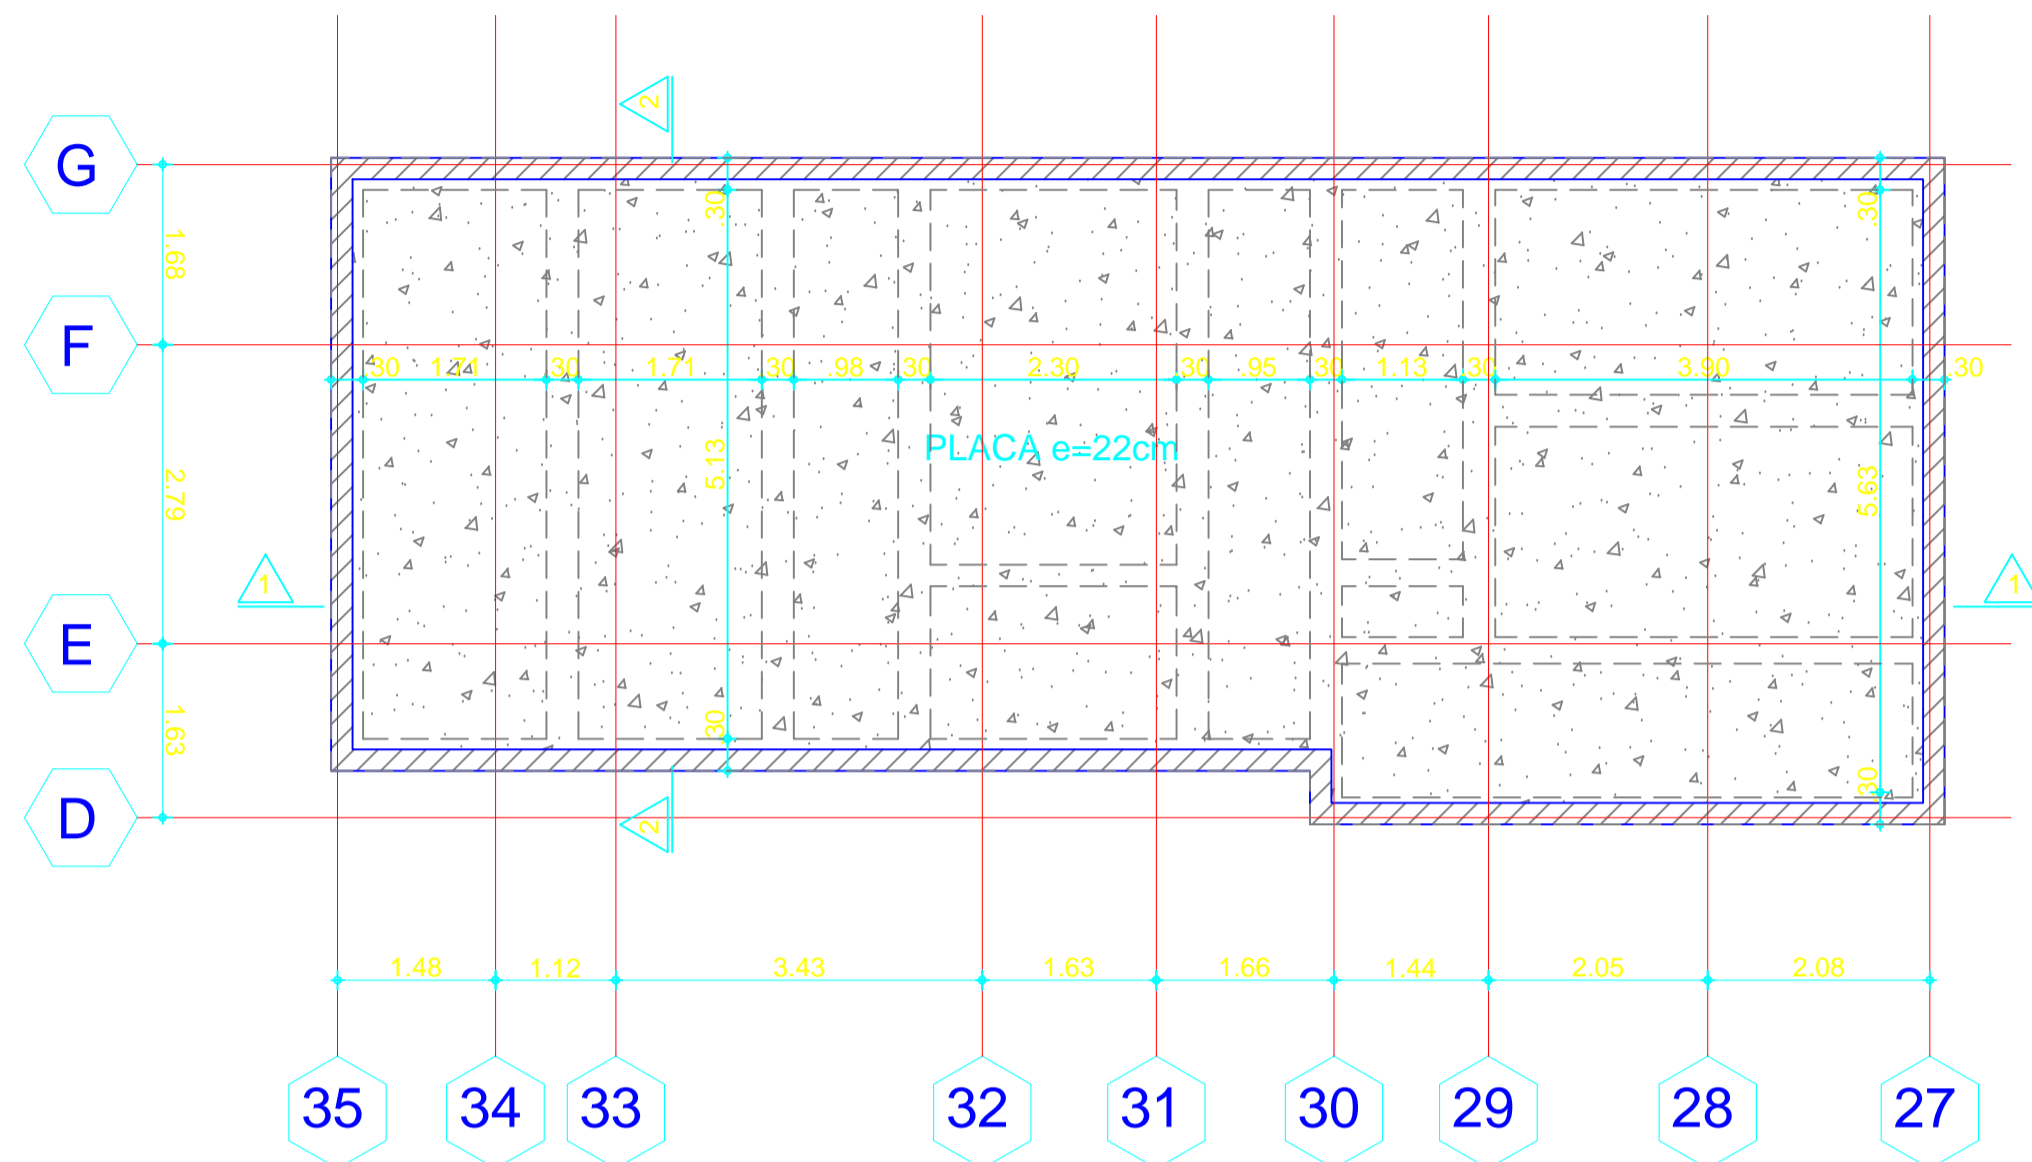 2
G
1.68
.30
.30
F
.30 1.71 .30 1.71 .30 .98 .30 2.30 .30 .95 .30 1.13 .30 3.90 .30
PLACA e=22cm
2.79
5.13
5.63
1
1
E
1.63
.30
.30
D
2
1.48 1.12 3.43 1.63 1.66 1.44 2.05 2.08
35 34 33 32 31 30 29 28 27